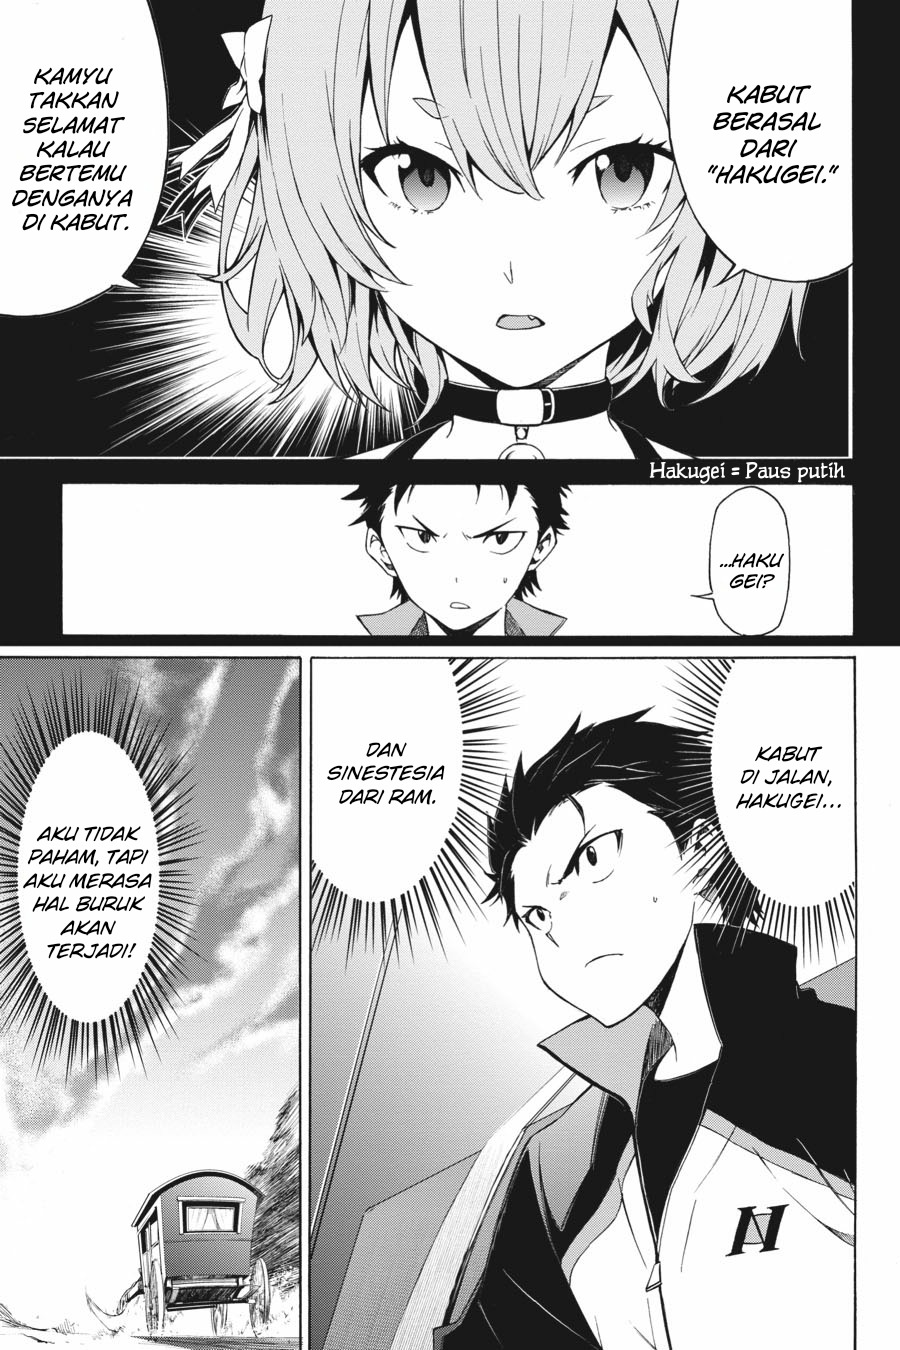 KABUT
BERASAL
DARI
"HAKUGEI."
KAMYU
TAKKAN
SELAMAT
KALAU
BERTEMU
DENGANYA
DI KABUT.
Hakugei = Paus putih
...HAKU
GEI?
KABUT
DI JALAN,
HAKUGEI...
DAN
SINESTESIA
DARI RAM.
AKU TIDAK
PAHAM, TAPI
AKU MERASA
HAL BURUK
AKAN
TERJADI!